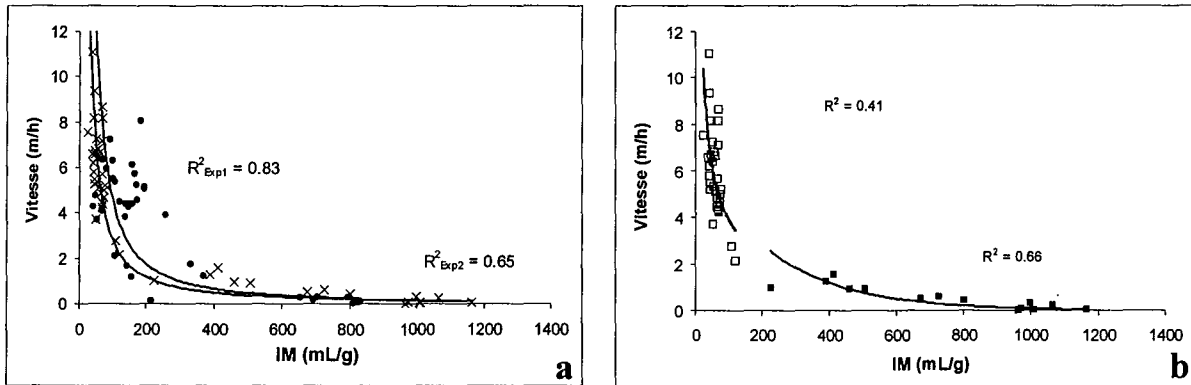 12
10
8
6
4
2
0
Vitesse (m/h)
R²Exp1 = 0.83
R²Exp2 = 0.65
0 200 400 600 800 1000 1200 1400
IM (mL/g)
a
12
10
8
6
4
2
0
Vitesse (m/h)
R² = 0.41
R² = 0.66
0 200 400 600 800 1000 1200 1400
IM (mL/g)
b